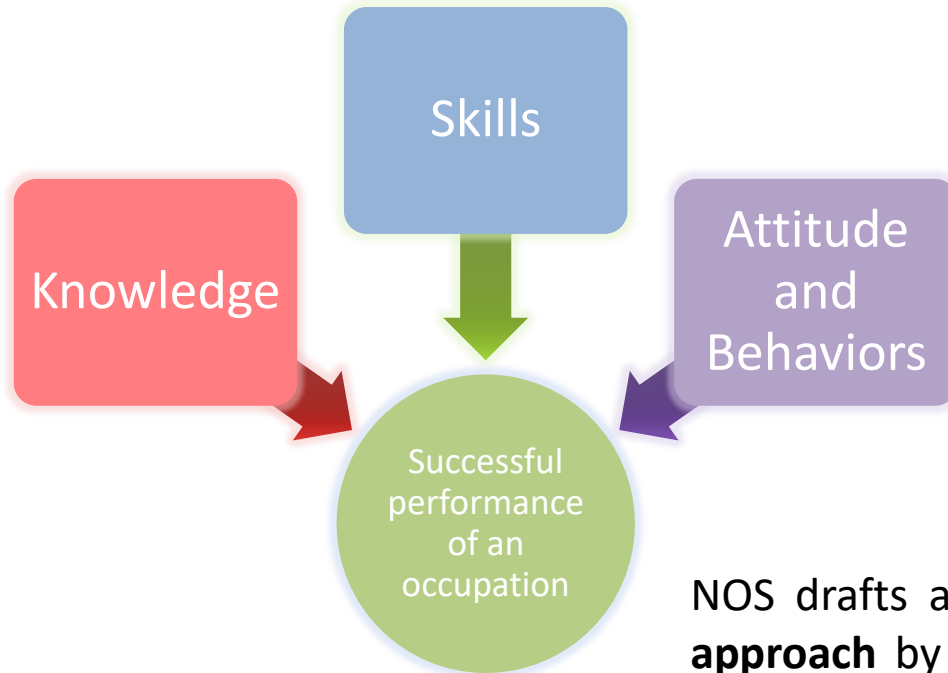 Skills
Knowledge
Attitude
and
Behaviors
Successful
performance
of an
occupation
NOS drafts a
approach by